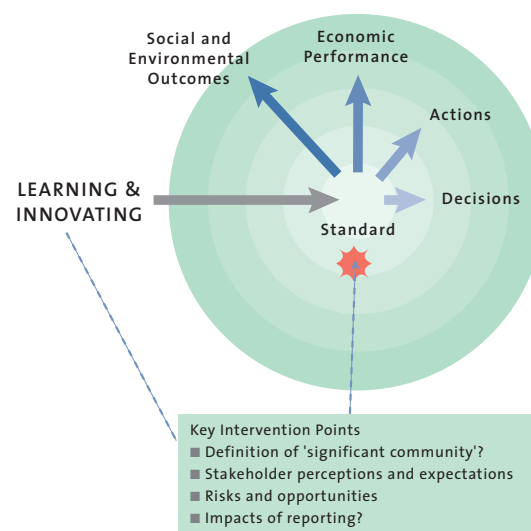 Social and
Environmental
Outcomes
Economic
Performance
Actions
LEARNING &
INNOVATING
Decisions
Standard
Key Intervention Points
■ Definition of 'significant community'?
■ Stakeholder perceptions and expectations
■ Risks and opportunities
■ Impacts of reporting?